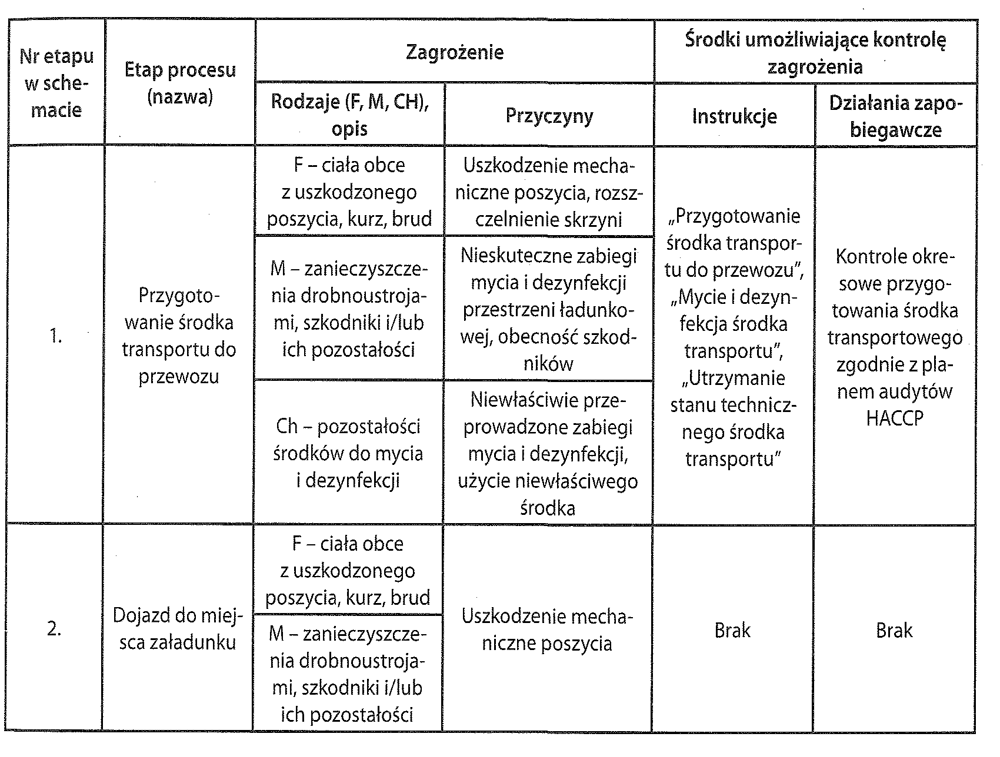 Nr etapu
w sche-
macie
Etap procesu
(nazwa)
Zagrożenie
Środki umożliwiające kontrolę
zagrożenia
Rodzaje (F, M, CH),
opis
Przyczyny
Instrukcje
Działania zapo-
biegawcze
1.
Przygoto-
wanie środka
transportu do
przewozu
F – ciała obce
z uszkodzonego
poszycia, kurz, brud
Uszkodzenie mecha-
niczne poszycia, rozsz-
czelnienie skrzyni
M – zanieczyszcze-
nia drobnoustroja-
mi, szkodniki i/lub
ich pozostałości
Nieskuteczne zabiegi
mycia i dezynfekcji
przestrzeni ładunko-
wej, obecność szkod-
ników
Ch – pozostałości
środków do mycia
i dezynfekcji
Niewłaściwie prze-
prowadzone zabiegi
mycia i dezynfekcji,
użycie niewłaściwego
środka
„Przygotowanie
środka transpor-
tu do przewozu”,
„Mycie i dezyn-
fekcja środka
transportu”,
„Utrzymanie
stanu technicz-
nego środka
transportu”
Kontrole okre-
sowe przygo-
towania środka
transportowego
zgodnie z pla-
nem audytów
HACCP
2.
Dojazd do miej-
sca załadunku
F – ciała obce
z uszkodzonego
poszycia, kurz, brud
M – zanieczyszcze-
nia drobnoustroja-
mi, szkodniki i/lub
ich pozostałości
Uszkodzenie mecha-
niczne poszycia
Brak
Brak